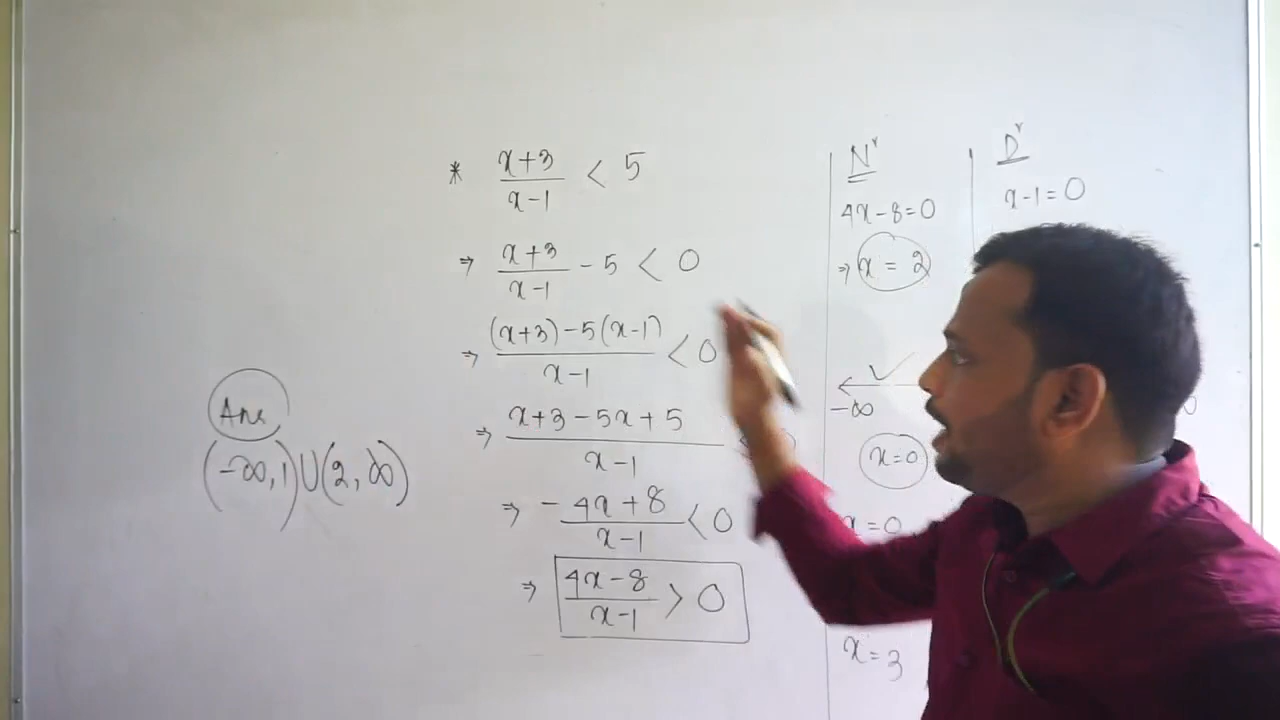 * x+3/x-1 < 5
⇒ x+3/x-1 - 5 < 0
⇒ (x+3)-5(x-1)/x-1 < 0
⇒ x+3-5x+5/x-1
⇒ -4x+8/x-1 < 0
⇒ 4x-8/x-1 > 0
Ans
(-∞,1)∪(2,∞)
Nʳ
4x-8=0
⇒ x = 2
Dʳ
x-1=0
✓
-∞
x=0
x=0
x=3